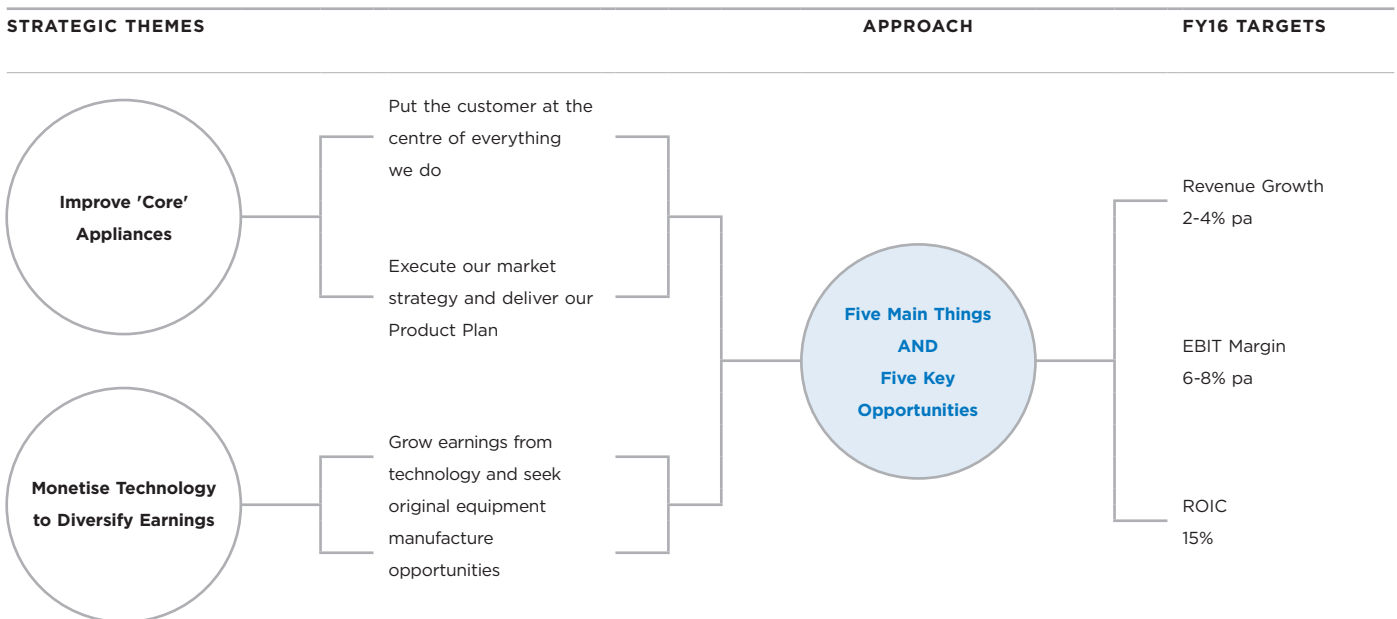 STRATEGIC THEMES
APPROACH
FY16 TARGETS
Improve 'Core'
Appliances
Put the customer at the
centre of everything
we do
Execute our market
strategy and deliver our
Product Plan
Monetise Technology
to Diversify Earnings
Grow earnings from
technology and seek
original equipment
manufacture
opportunities
Five Main Things
AND
Five Key
Opportunities
Revenue Growth
2-4% pa
EBIT Margin
6-8% pa
ROIC
15%